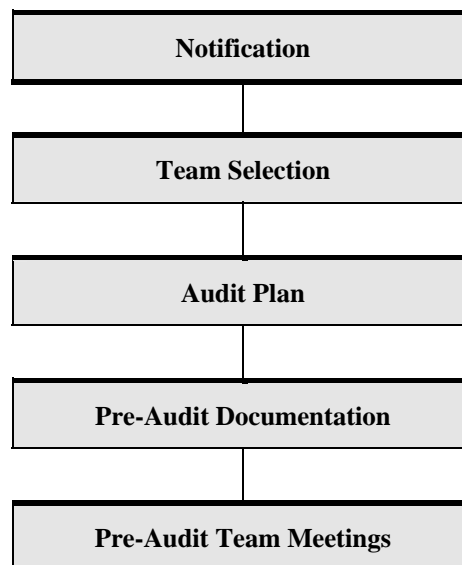 Notification
Team Selection
Audit Plan
Pre-Audit Documentation
Pre-Audit Team Meetings